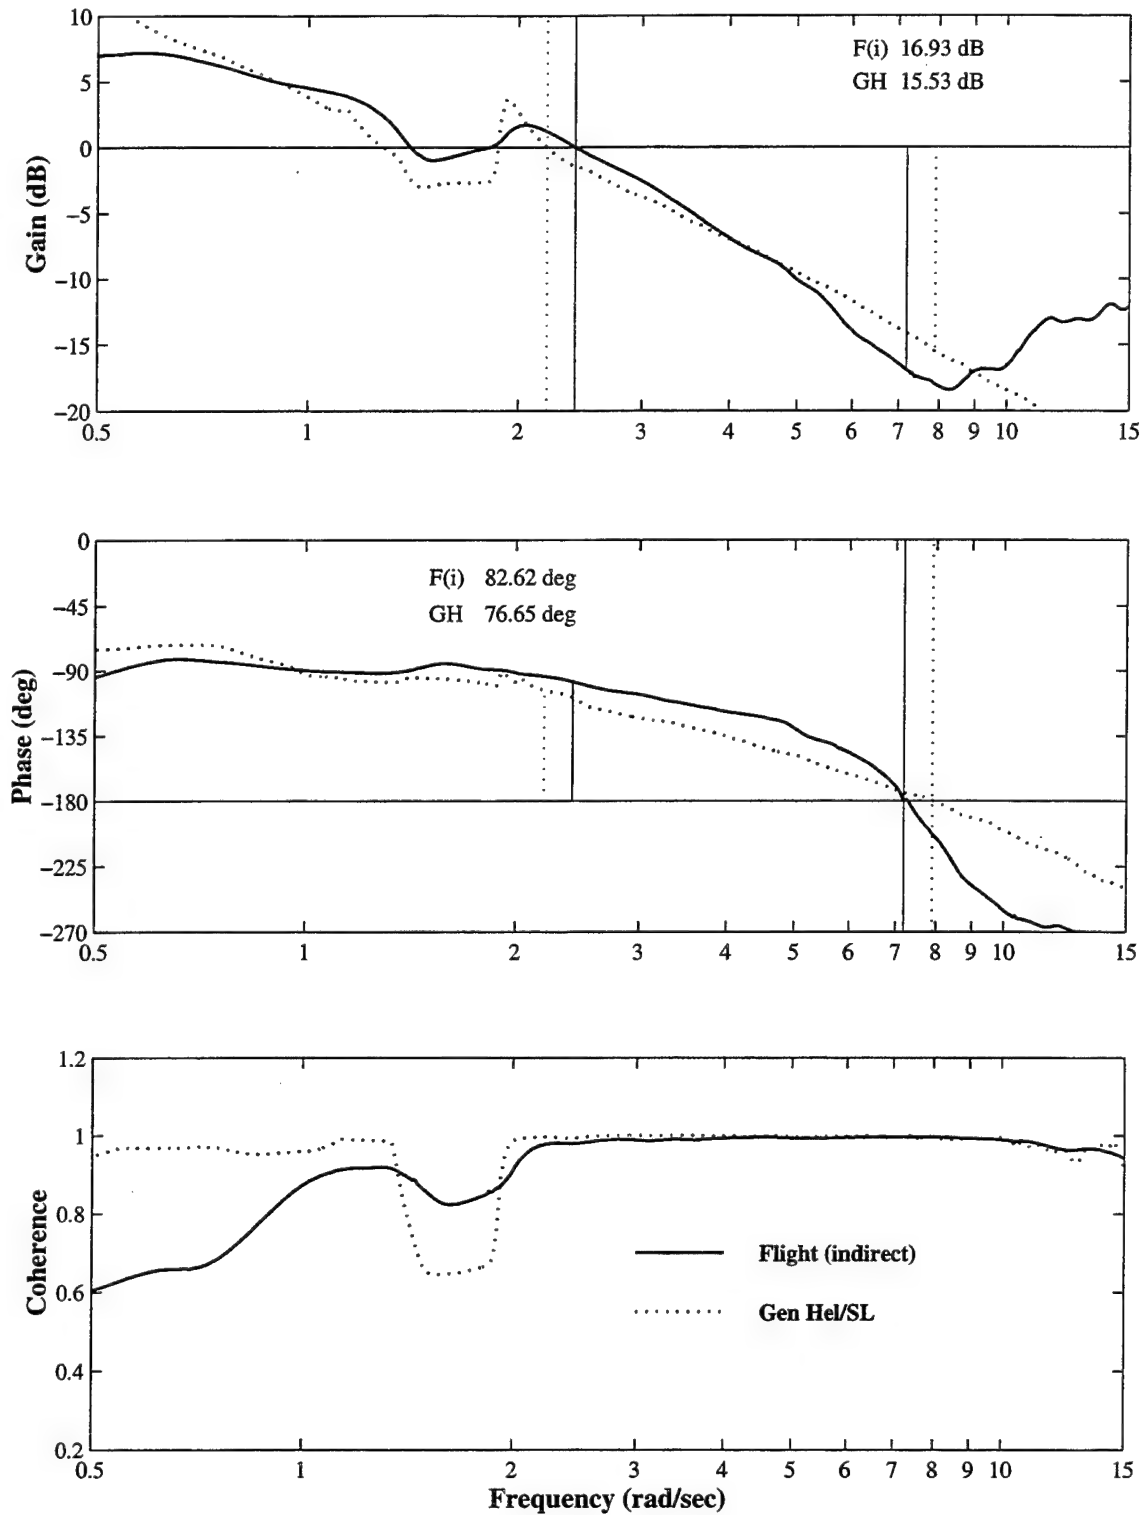 10
5
0
−5
−10
−15
−20
Gain (dB)
F(i) 16.93 dB
GH 15.53 dB
0.5 1 2 3 4 5 6 7 8 9 10 15
0
−45
−90
−135
−180
−225
−270
Phase (deg)
F(i) 82.62 deg
GH 76.65 deg
0.5 1 2 3 4 5 6 7 8 9 10 15
1.2
1
0.8
0.6
0.4
0.2
Coherence
Flight (indirect)
Gen Hel/SL
0.5 1 2 3 4 5 6 7 8 9 10 15
Frequency (rad/sec)